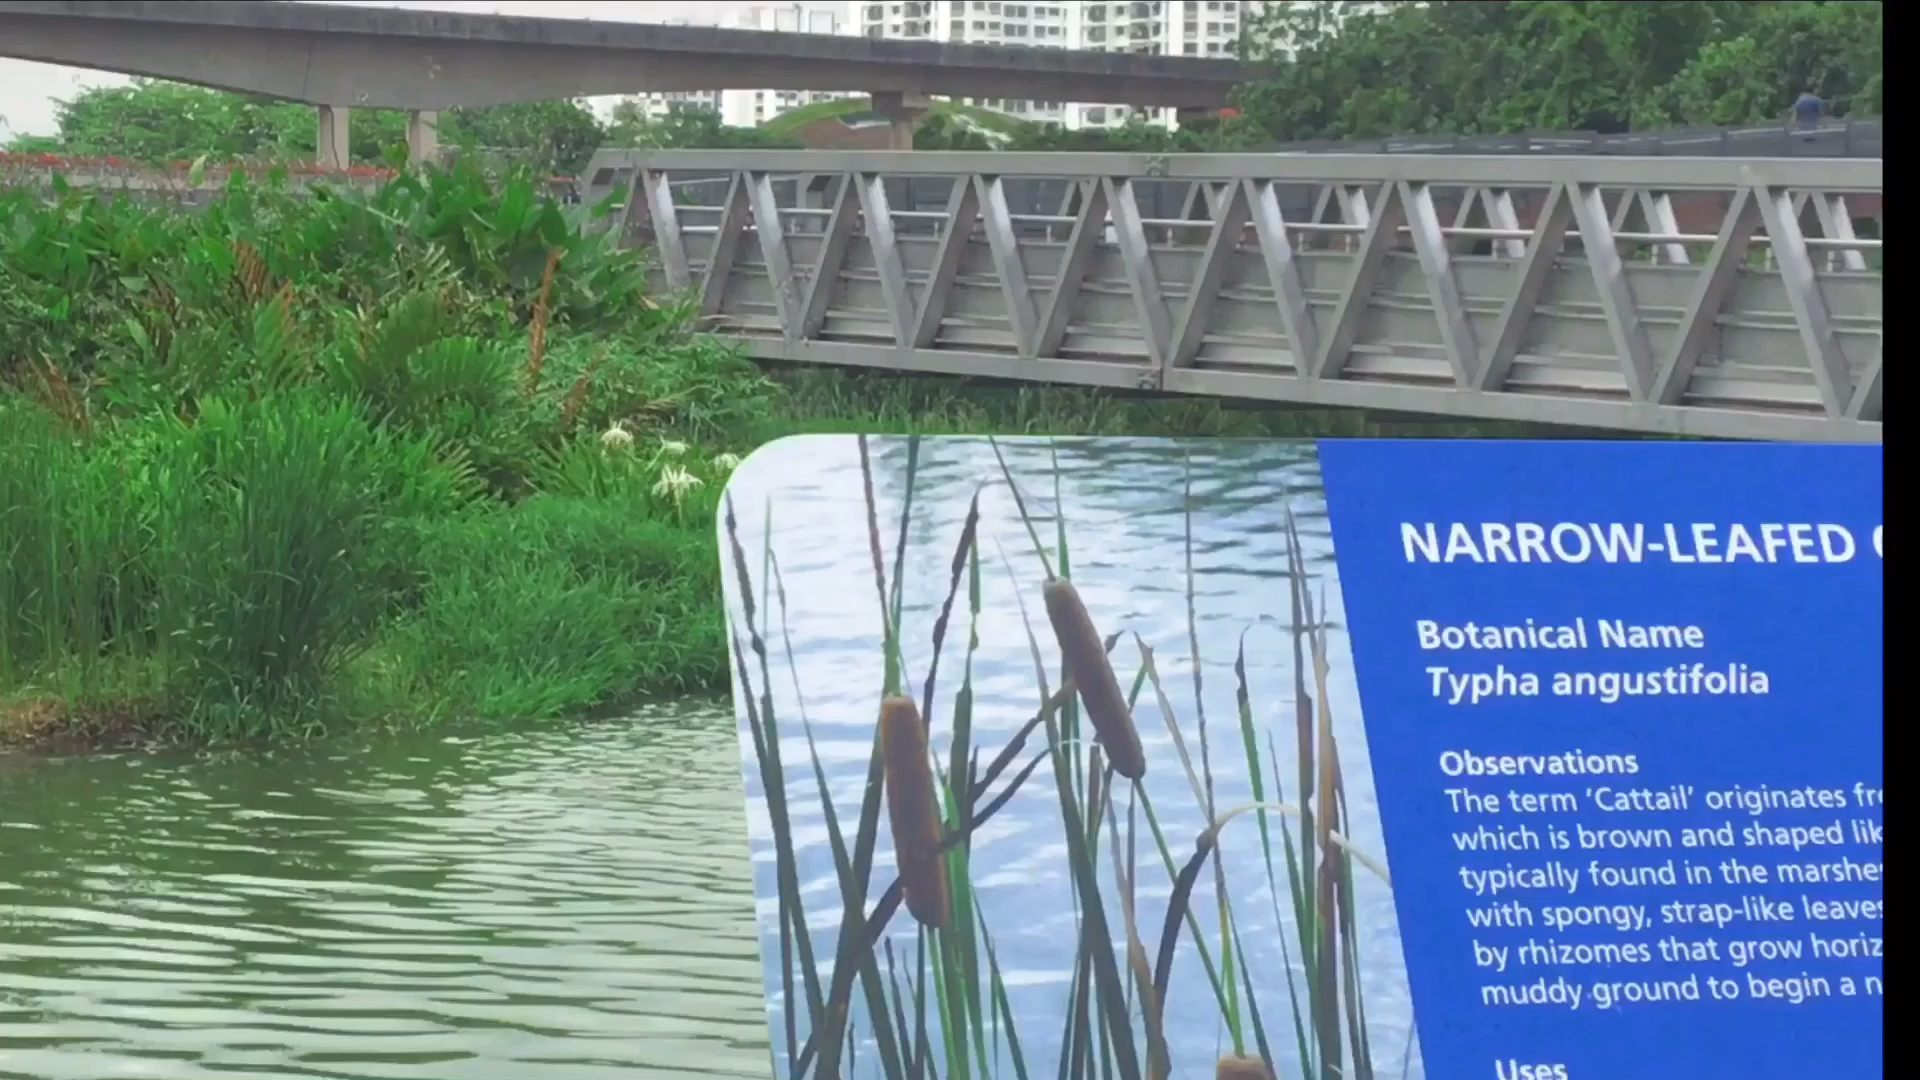 NARROW-LEAFED
Botanical Name
Typha angustifolia
Observations
The term 'Cattail' originates
which is brown and shaped
typically found in the
with spongy, strap-like
by rhizomes that grow
muddy ground to begin a
Uses